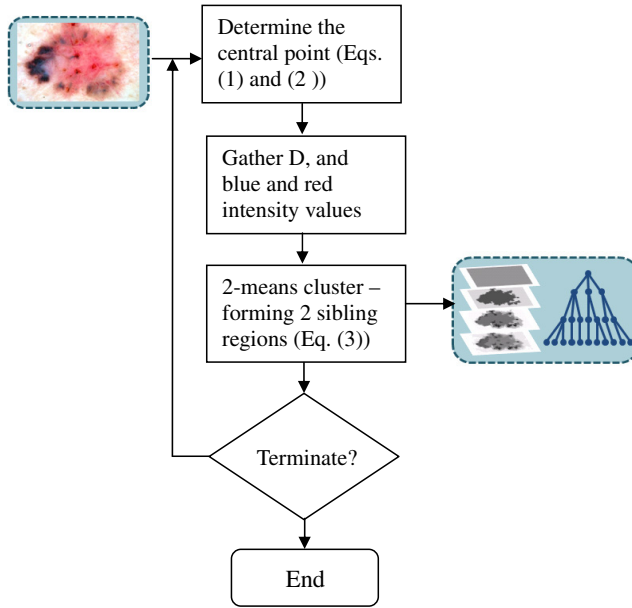 Determine the
central point (Eqs.
(1) and (2 ))
Gather D, and
blue and red
intensity values
2-means cluster –
forming 2 sibling
regions (Eq. (3))
Terminate?
End